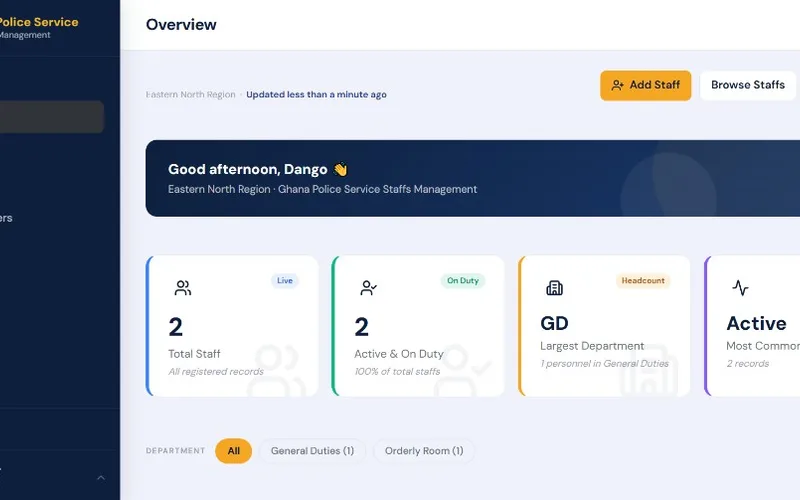 Police Service
Management
Overview
Eastern North Region · Updated less than a minute ago
Add Staff
Browse Staffs
Good afternoon, Dango 👋
Eastern North Region · Ghana Police Service Staffs Management
ers
Live
2
Total Staff
All registered records
On Duty
2
Active & On Duty
100% of total staffs
Headcount
GD
Largest Department
1 personnel in General Duties
Active
Most Common
2 records
DEPARTMENT
All
General Duties (1)
Orderly Room (1)